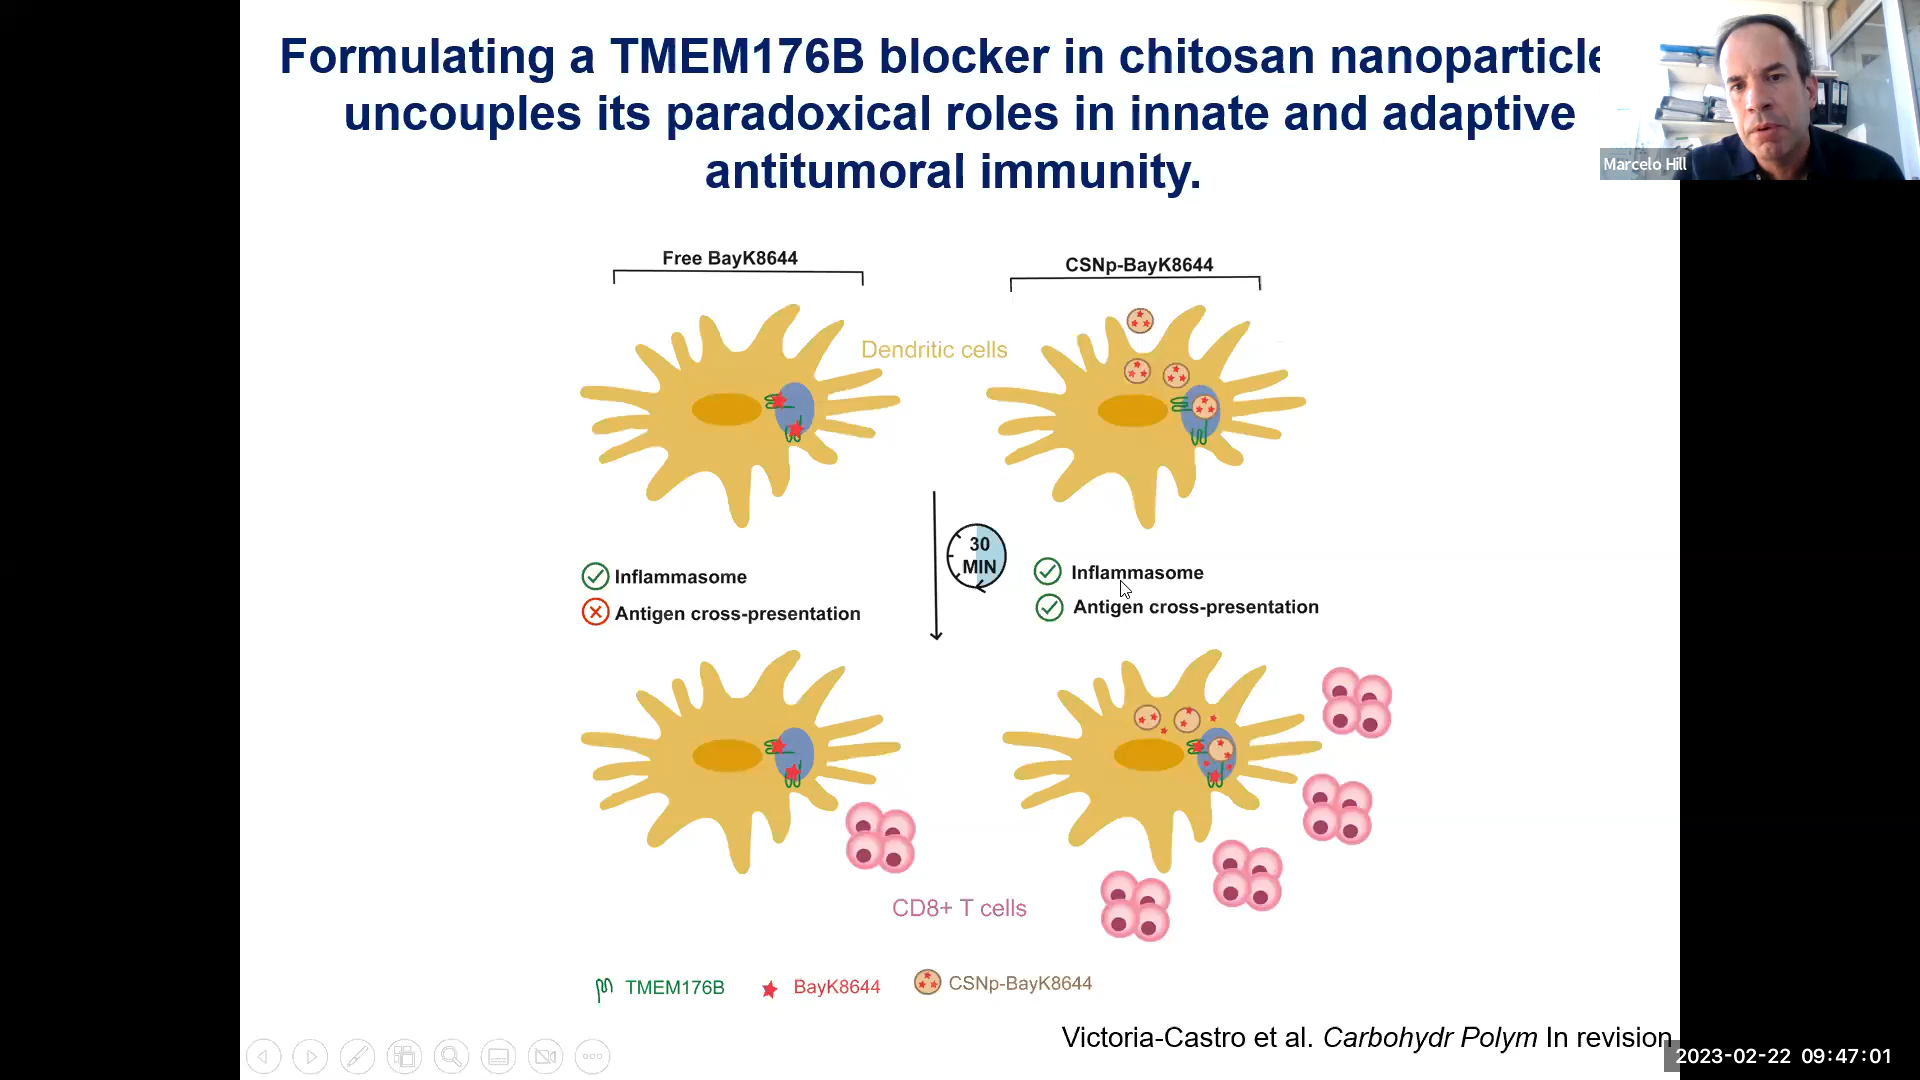 Formulating a TMEM176B blocker in chitosan nanoparticle
uncouples its paradoxical roles in innate and adaptive
antitumoral immunity.
Marcelo Hill
Free BayK8644
CSNp-BayK8644
Dendritic cells
30
MIN
Inflammasome
Antigen cross-presentation
Inflammasome
Antigen cross-presentation
CD8+ T cells
TMEM176B
BayK8644
CSNp-BayK8644
Victoria-Castro et al. Carbohydr Polym In revision
2023-02-22 09:47:01